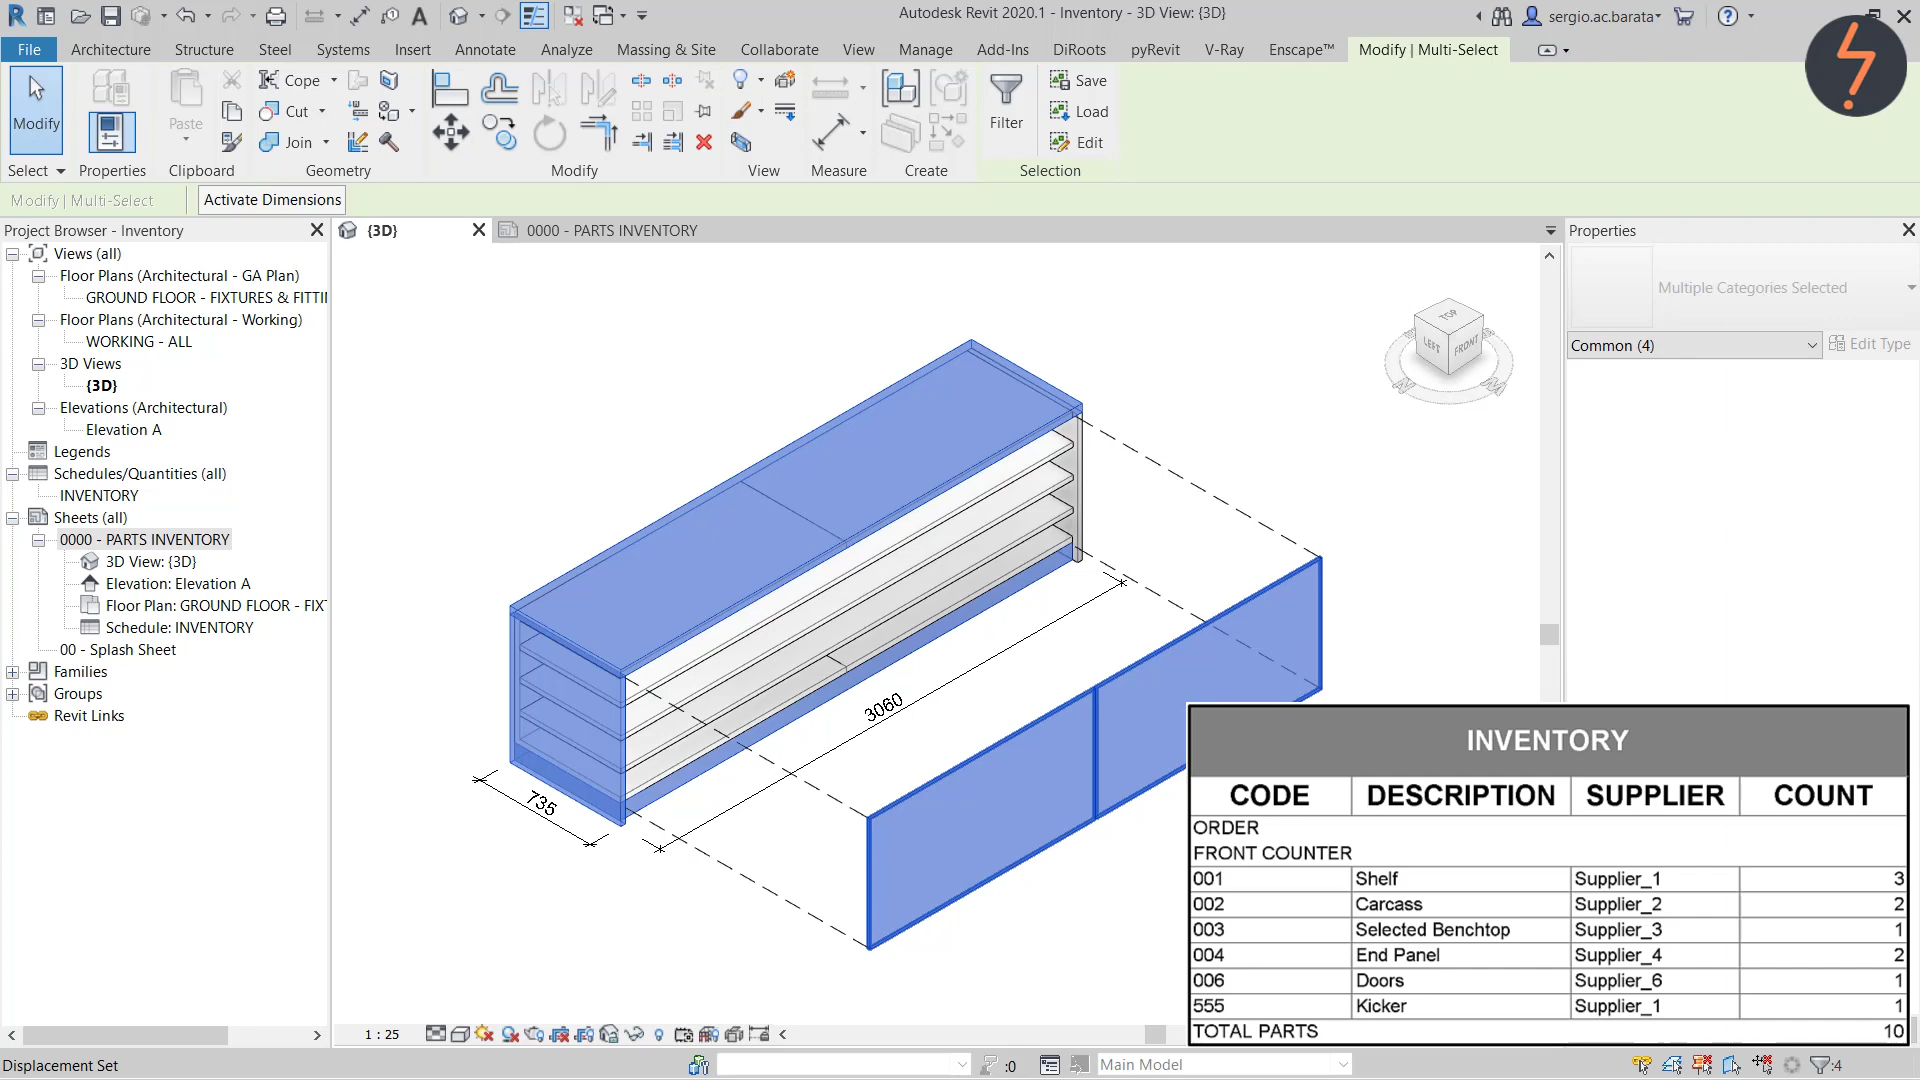 Autodesk Revit 2020.1 - Inventory - 3D View: {3D}
sergio.ac.barata
File Architecture Structure Steel Systems Insert Annotate Analyze Massing & Site Collaborate View Manage Add-Ins DiRoots pyRevit V-Ray Enscape™ Modify | Multi-Select
Modify
Paste
Cope
Cut
Join
Filter
Save
Load
Edit
Select Properties Clipboard Geometry Modify View Measure Create Selection
Modify | Multi-Select
Activate Dimensions
Project Browser - Inventory
Views (all)
Floor Plans (Architectural - GA Plan)
GROUND FLOOR - FIXTURES & FITTI
Floor Plans (Architectural - Working)
WORKING - ALL
3D Views
{3D}
Elevations (Architectural)
Elevation A
Legends
Schedules/Quantities (all)
INVENTORY
Sheets (all)
0000 - PARTS INVENTORY
3D View: {3D}
Elevation: Elevation A
Floor Plan: GROUND FLOOR - FIX
Schedule: INVENTORY
00 - Splash Sheet
Families
Groups
Revit Links
{3D}
0000 - PARTS INVENTORY
TOP
LEFT
FRONT
3060
735
Properties
Multiple Categories Selected
Common (4)
Edit Type
INVENTORY
CODE DESCRIPTION SUPPLIER COUNT
ORDER
FRONT COUNTER
001 Shelf Supplier_1 3
002 Carcass Supplier_2 2
003 Selected Benchtop Supplier_3 1
004 End Panel Supplier_4 2
006 Doors Supplier_6 1
555 Kicker Supplier_1 1
TOTAL PARTS 10
1 : 25
Displacement Set
:0
Main Model
:4